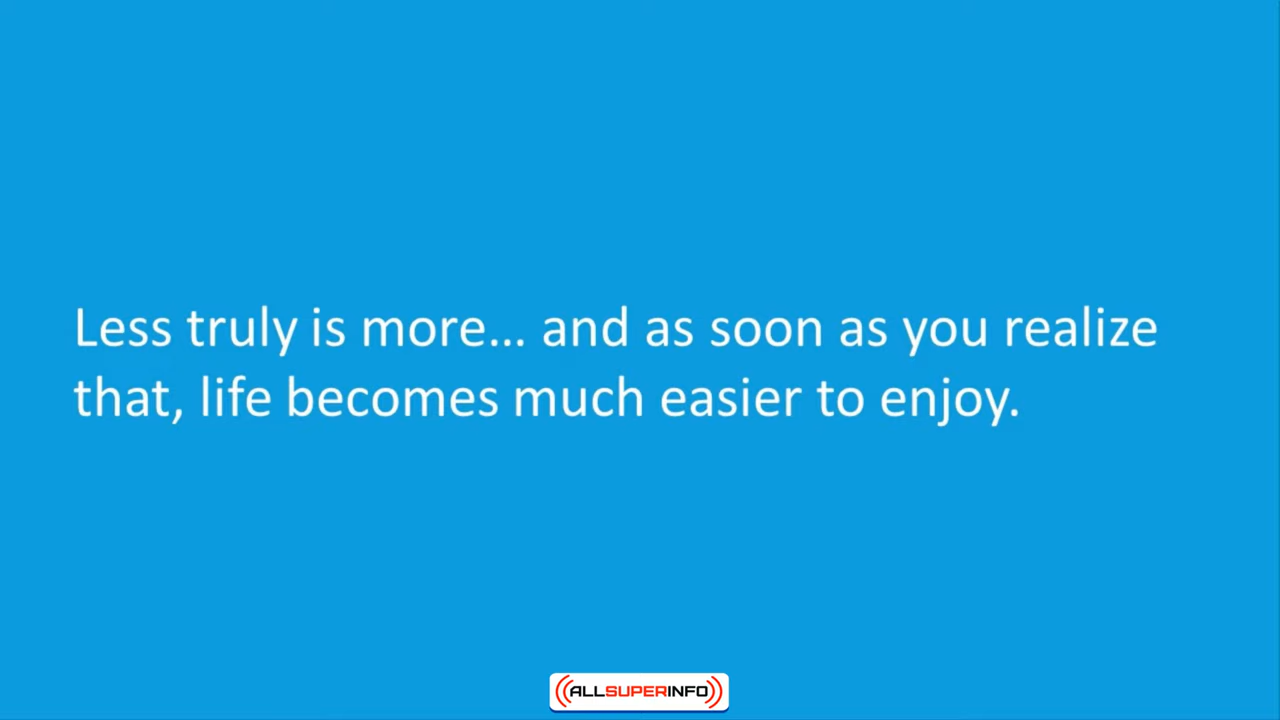 Less truly is more... and as soon as you realize
that, life becomes much easier to enjoy.
ALLSUPERINFO